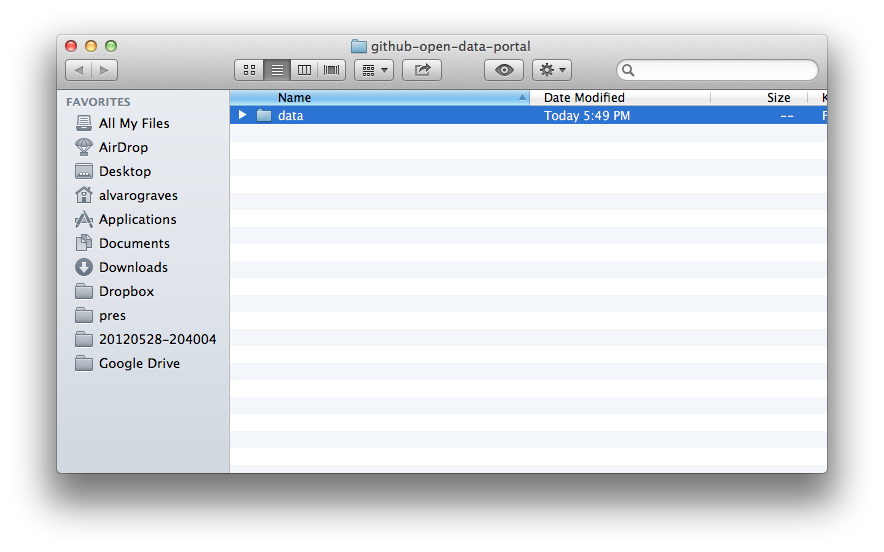 github-open-data-portal
FAVORITES
All My Files
AirDrop
Desktop
alvarograves
Applications
Documents
Downloads
Dropbox
pres
20120528-204004
Google Drive
Name Date Modified Size K
data Today 5:49 PM -- F